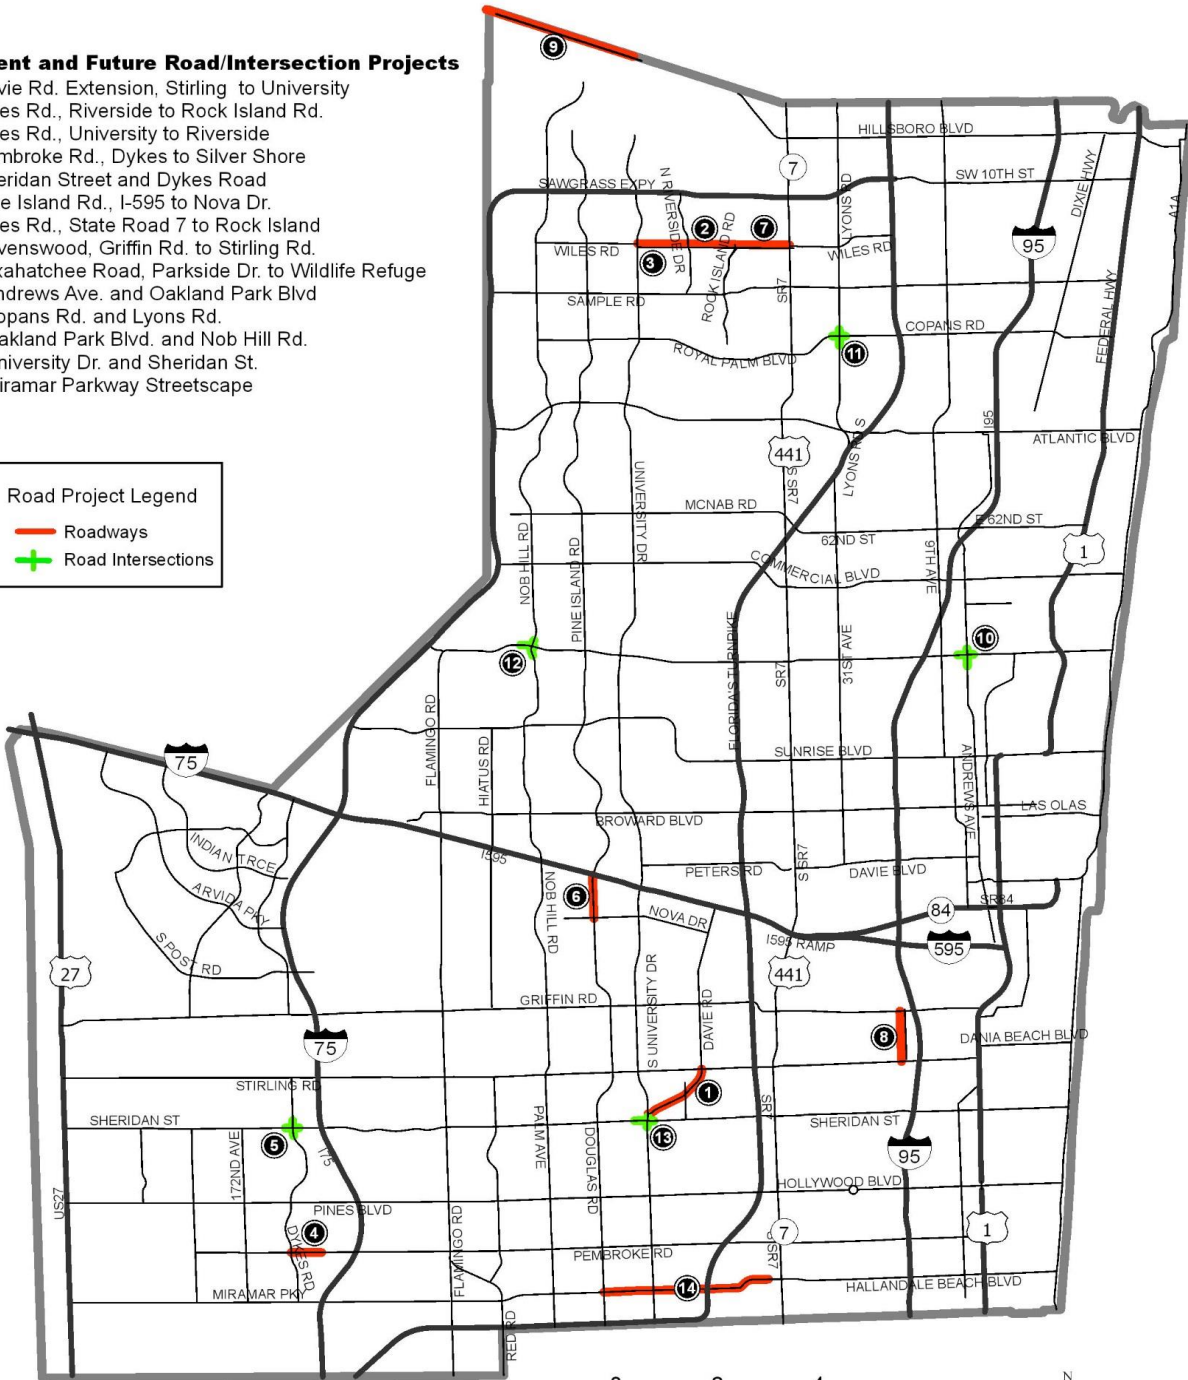 ent and Future Road/Intersection Projects
vie Rd. Extension, Stirling to University
es Rd., Riverside to Rock Island Rd.
es Rd., University to Riverside
mbroke Rd., Dykes to Silver Shore
eridan Street and Dykes Road
e Island Rd., I-595 to Nova Dr.
es Rd., State Road 7 to Rock Island
venswood, Griffin Rd. to Stirling Rd.
xahatchee Road, Parkside Dr. to Wildlife Refuge
ndrews Ave. and Oakland Park Blvd
opans Rd. and Lyons Rd.
akland Park Blvd. and Nob Hill Rd.
niversity Dr. and Sheridan St.
iramar Parkway Streetscape
Road Project Legend
Roadways
Road Intersections
9
HILLSBORO BLVD
7
SAWGRASS EXPY
N RIVERSIDE DR
LYONS RD
SW 10TH ST
DIXIE HWY
A1A
2
7
ROCK ISLAND RD
95
WILES RD
3
WILES RD
SAMPLE RD
SR7
FEDERAL HWY
COPANS RD
ROYAL PALM BLVD
11
I95
ATLANTIC BLVD
441
LYONS RD S
S SR7
UNIVERSITY DR
MCNAB RD
E 62ND ST
62ND ST
NOB HILL RD
PINE ISLAND RD
COMMERCIAL BLVD
9TH AVE
1
10
12
SR7
31ST AVE
FLORIDA'S TURNPIKE
FLAMINGO RD
HIATUS RD
SUNRISE BLVD
ANDREWS AVE
75
LAS OLAS
BROWARD BLVD
INDIAN TRCE
I595
PETERS RD
S SR7
DAVIE BLVD
ARVIDA PKY
6
NOB HILL RD
NOVA DR
84
SR84
S POST RD
I595 RAMP
595
27
441
S UNIVERSITY DR
DAVIE RD
GRIFFIN RD
75
8
DANIA BEACH BLVD
STIRLING RD
1
SHERIDAN ST
PALM AVE
DOUGLAS RD
SR7
SHERIDAN ST
5
13
172ND AVE
I75
95
US27
HOLLYWOOD BLVD
PINES BLVD
4
FLAMINGO RD
7
1
DYKES RD
PEMBROKE RD
S SR7
MIRAMAR PKY
14
HALLANDALE BEACH BLVD
RED RD
N